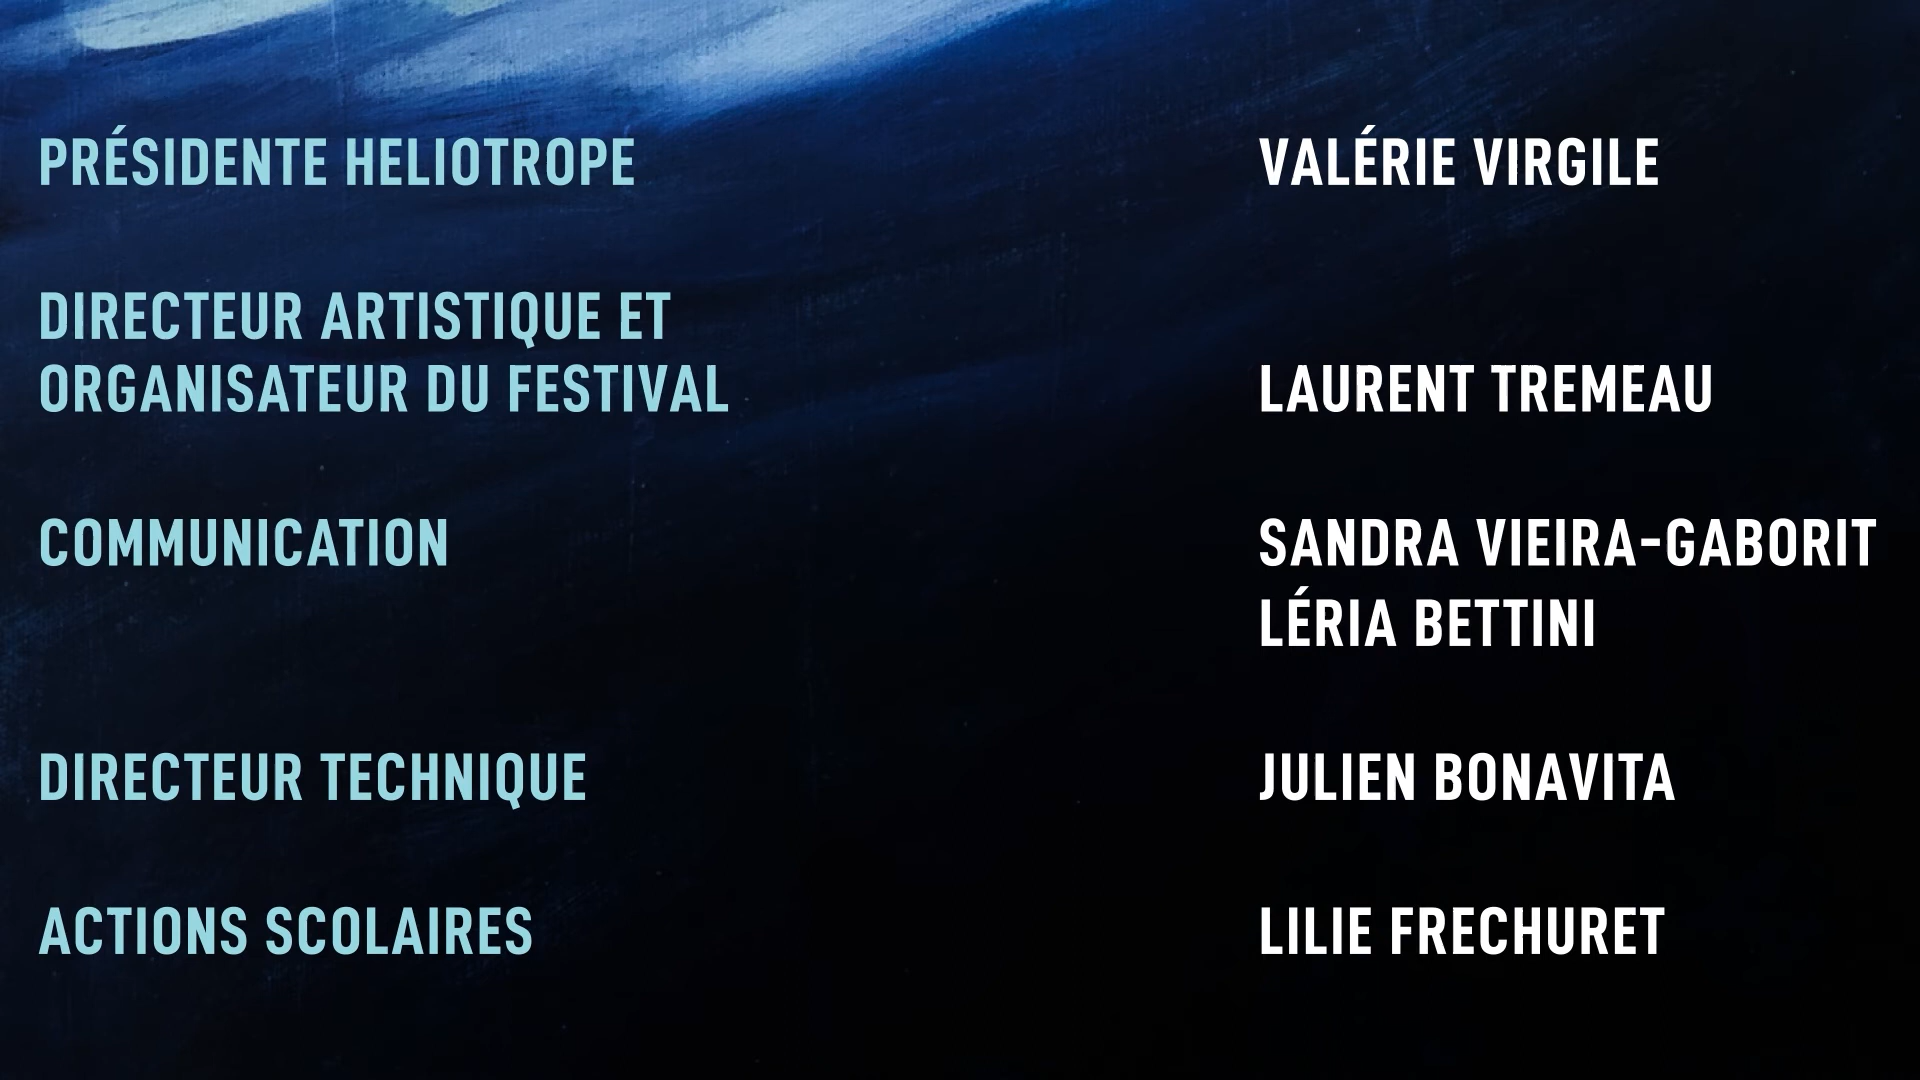 PRÉSIDENTE HELIOTROPE
VALÉRIE VIRGILE
DIRECTEUR ARTISTIQUE ET
ORGANISATEUR DU FESTIVAL
LAURENT TREMEAU
COMMUNICATION
SANDRA VIEIRA-GABORIT
LÉRIA BETTINI
DIRECTEUR TECHNIQUE
JULIEN BONAVITA
ACTIONS SCOLAIRES
LILIE FRECHURET